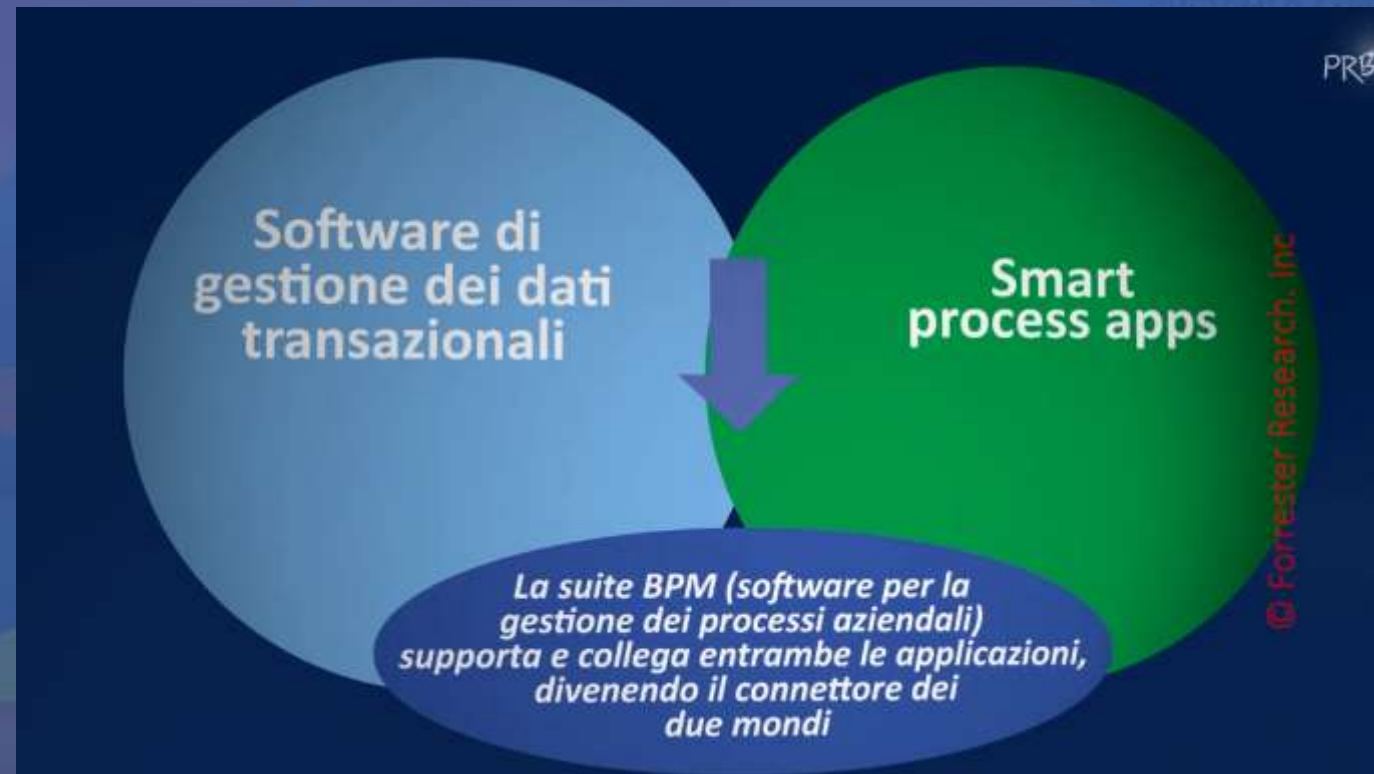 Software di
gestione dei dati
transazionali
Smart
process apps
© Forrester Research. Inc
La suite BPM (software per la
gestione dei processi aziendali)
supporta e collega entrambe le applicazioni,
divenendo il connettore dei
due mondi